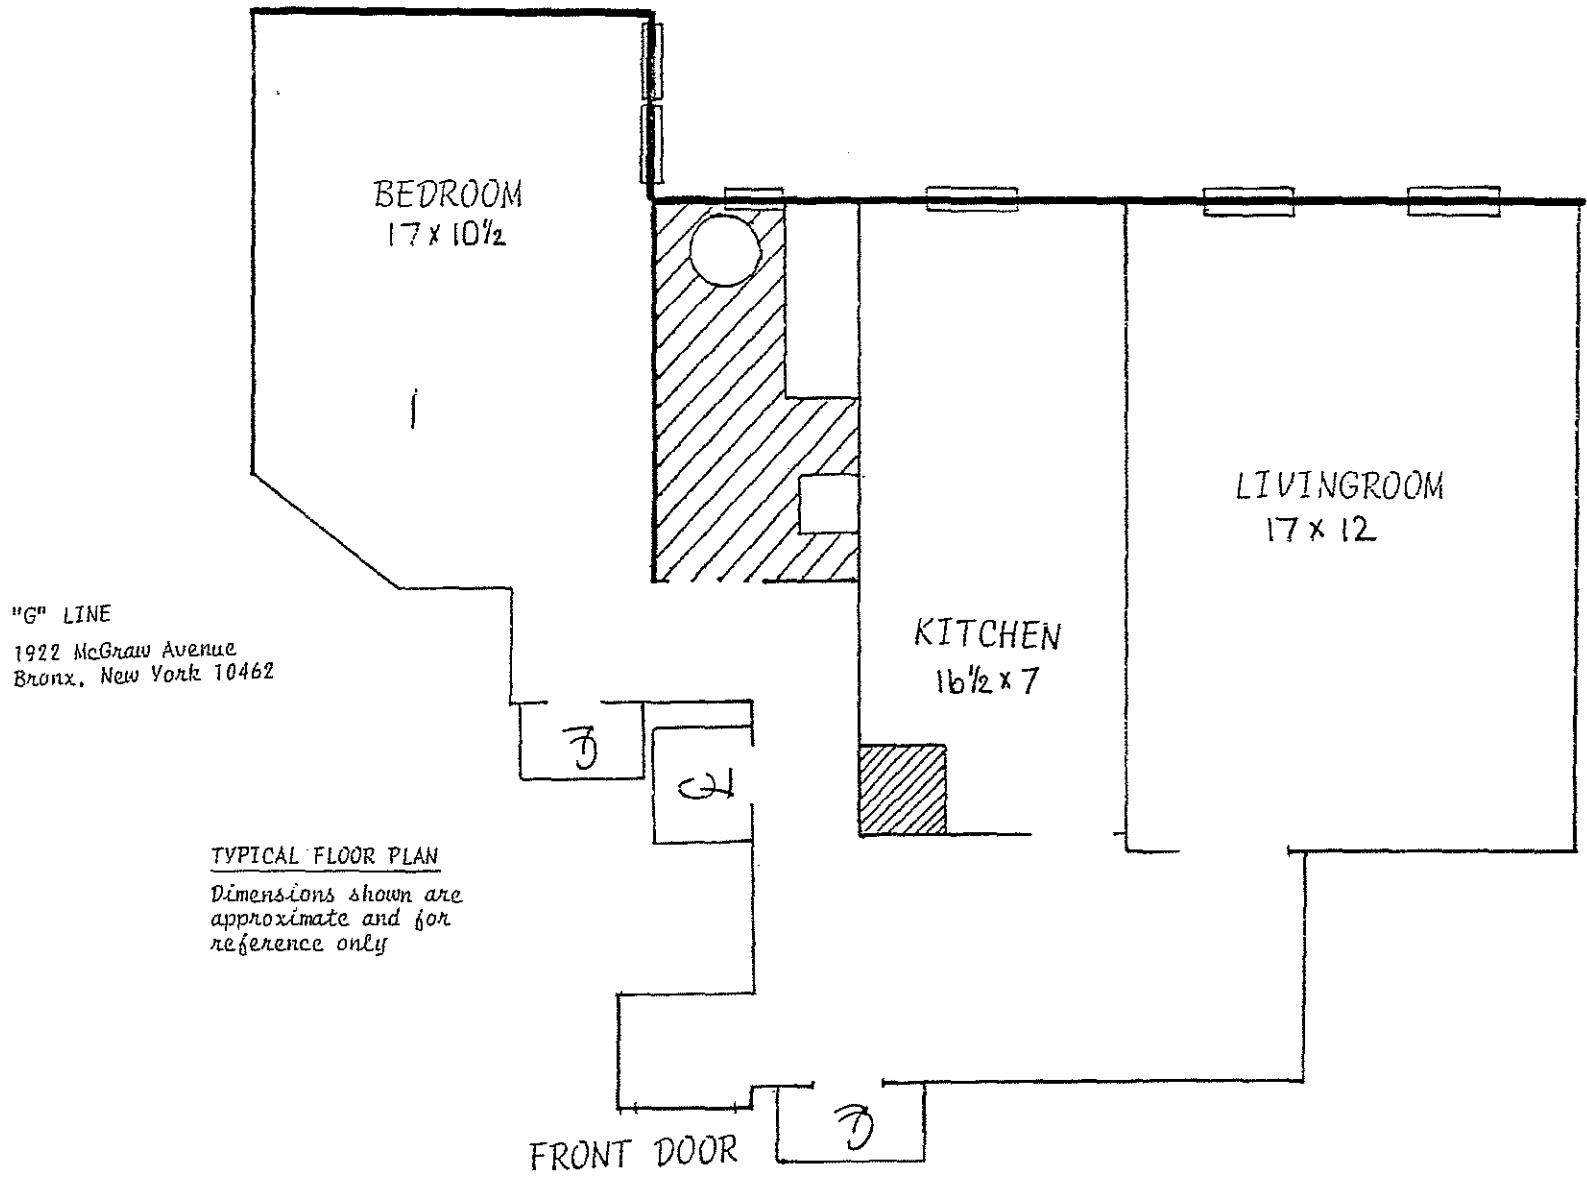 BEDROOM
17 x 10½
LIVINGROOM
17 x 12
"G" LINE
1922 McGraw Avenue
Bronx, New York 10462
KITCHEN
16½ x 7
TYPICAL FLOOR PLAN
Dimensions shown are
approximate and for
reference only
FRONT DOOR